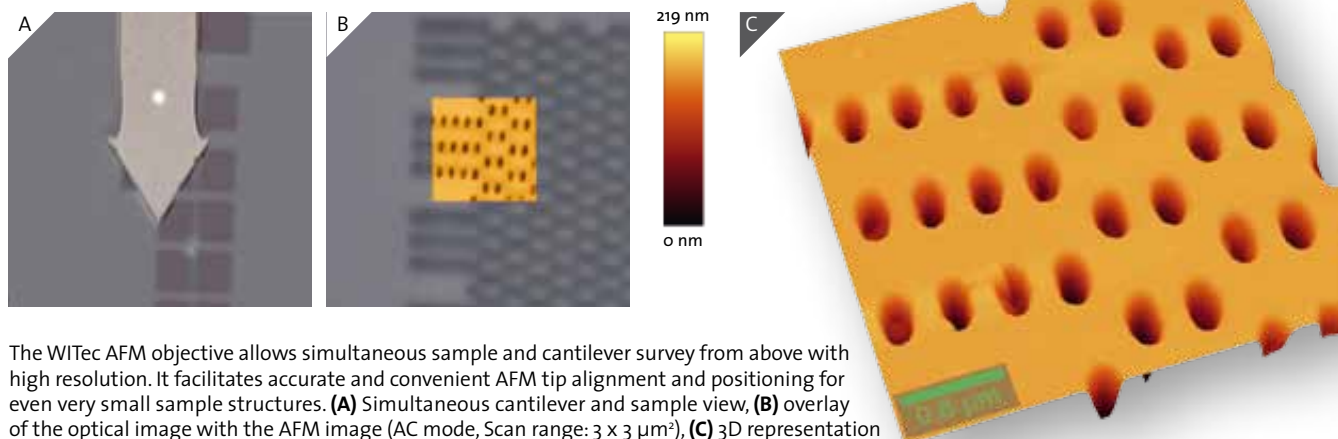 A
B
219 nm
0 nm
C
0.6 µm
The WITec AFM objective allows simultaneous sample and cantilever survey from above with
high resolution. It facilitates accurate and convenient AFM tip alignment and positioning for
even very small sample structures. (A) Simultaneous cantilever and sample view, (B) overlay
of the optical image with the AFM image (AC mode, Scan range: 3 x 3 µm²), (C) 3D representation